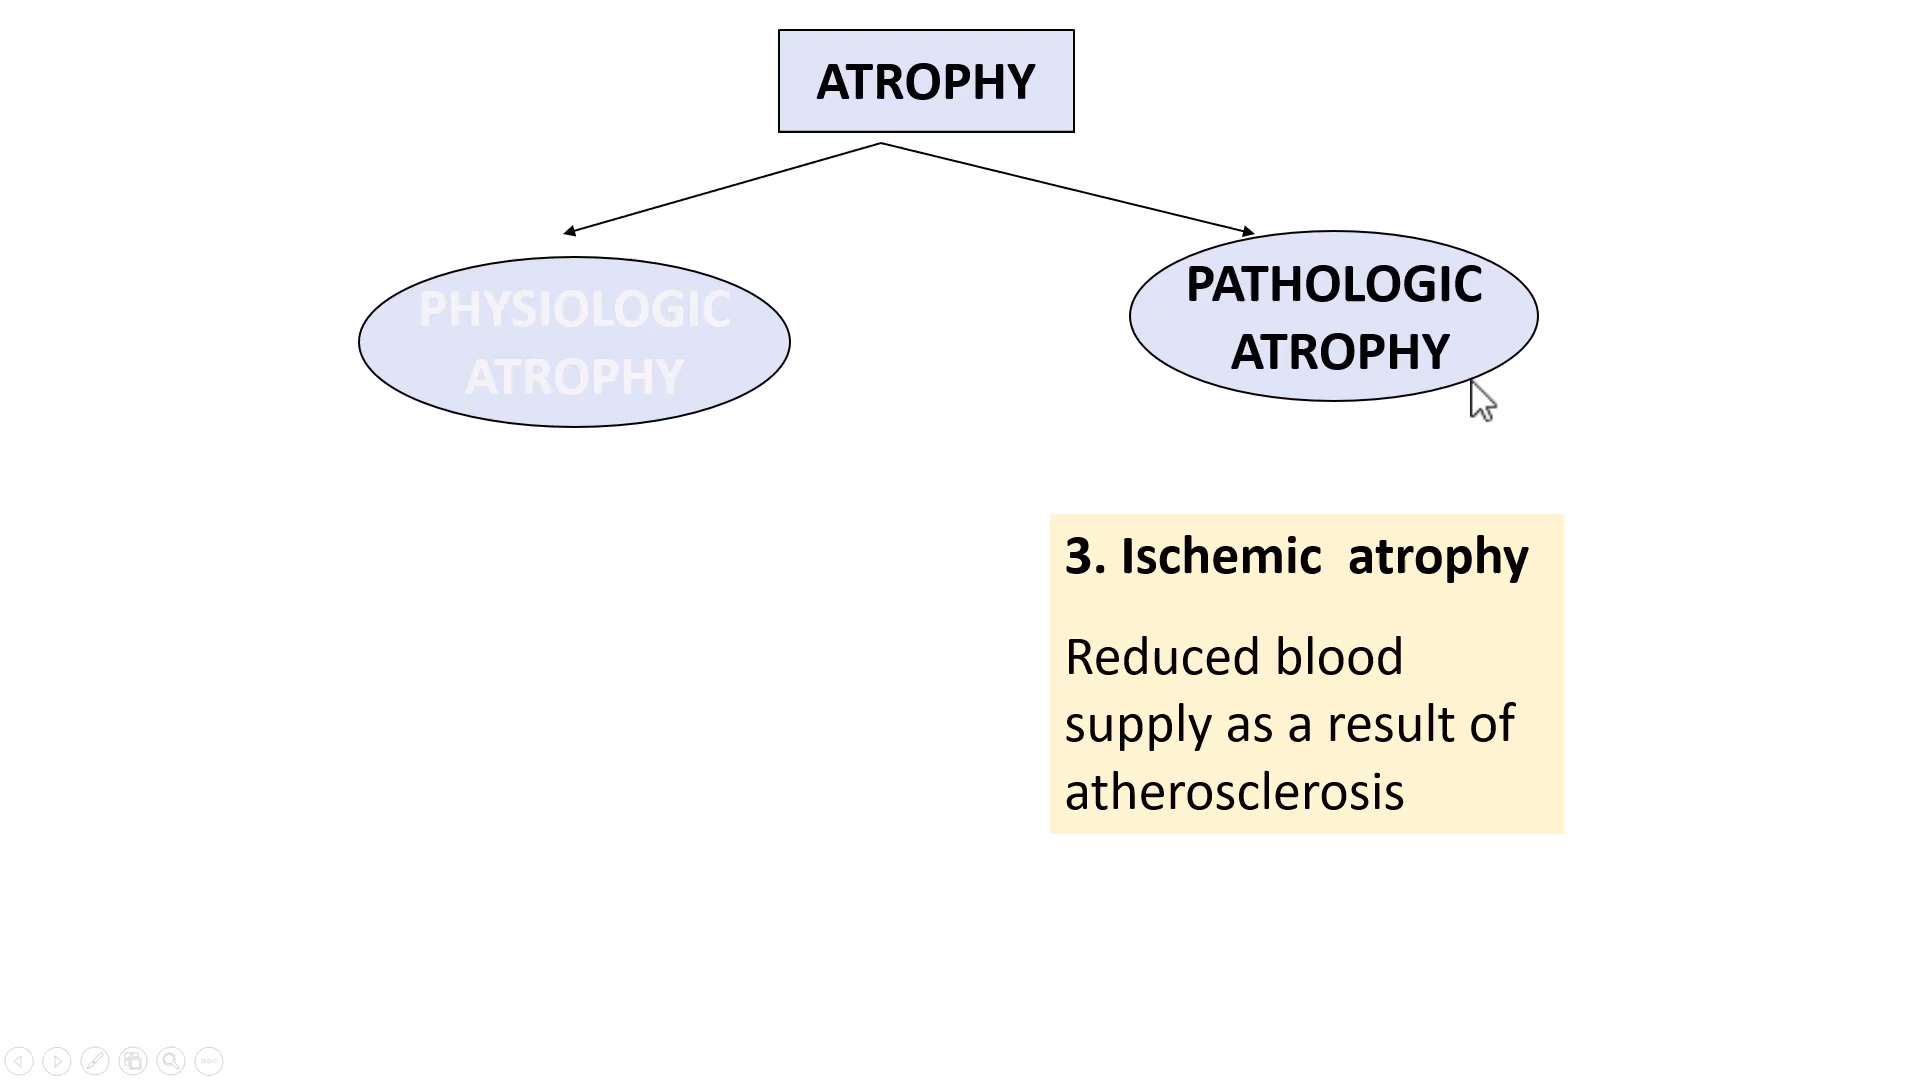 ATROPHY
PHYSIOLOGIC
ATROPHY
PATHOLOGIC
ATROPHY
3. Ischemic atrophy
Reduced blood
supply as a result of
atherosclerosis